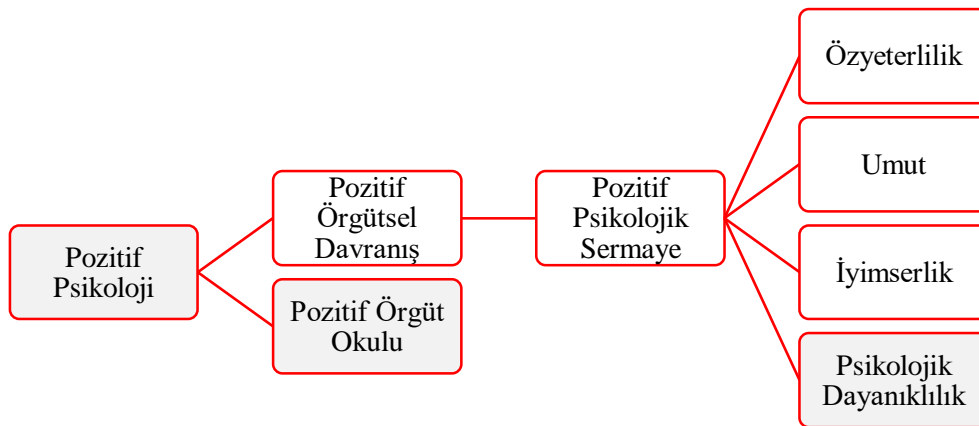 Pozitif
Psikoloji
Pozitif
Örgütsel
Davranış
Pozitif Örgüt
Okulu
Pozitif
Psikolojik
Sermaye
Özyeterlilik
Umut
İyimserlik
Psikolojik
Dayanıklılık